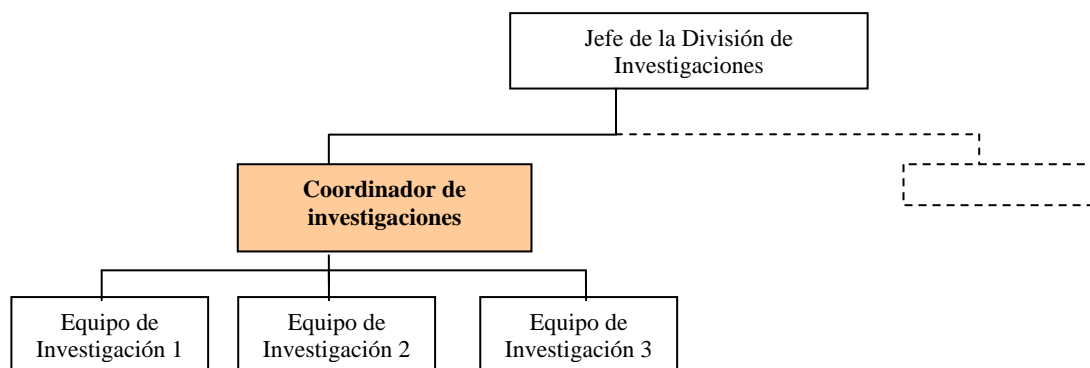 Jefe de la División de
Investigaciones
Coordinador de
investigaciones
Equipo de
Investigación 1
Equipo de
Investigación 2
Equipo de
Investigación 3